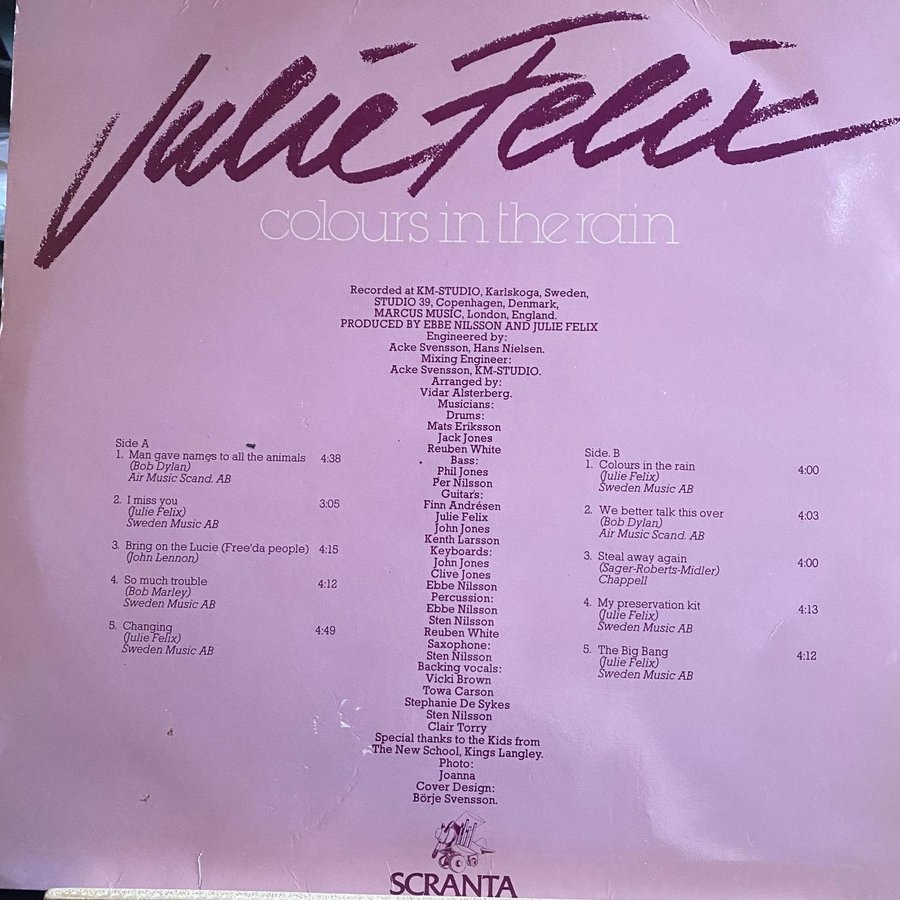 Julie Felix
colours in the rain
Recorded at KM-STUDIO, Karlskoga, Sweden,
STUDIO 39, Copenhagen, Denmark,
MARCUS MUSIC, London, England.
PRODUCED BY EBBE NILSSON AND JULIE FELIX
Engineered by:
Acke Svensson, Hans Nielsen.
Mixing Engineer:
Acke Svensson, KM-STUDIO.
Arranged by:
Vidar Alsterberg.
Musicians:
Drums:
Mats Eriksson
Jack Jones
Reuben White
Bass:
Phil Jones
Per Nilsson
Guitars:
Finn Andrésen
Julie Felix
John Jones
Kenth Larsson
Keyboards:
John Jones
Clive Jones
Ebbe Nilsson
Percussion:
Ebbe Nilsson
Sten Nilsson
Reuben White
Saxophone:
Sten Nilsson
Backing vocals:
Vicki Brown
Towa Carson
Stephanie De Sykes
Sten Nilsson
Clair Torry
Special thanks to the Kids from
The New School, Kings Langley.
Photo:
Joanna
Cover Design:
Börje Svensson.
Side A
1. Man gave names to all the animals 4:38
(Bob Dylan)
Air Music Scand. AB
2. I miss you 3:05
(Julie Felix)
Sweden Music AB
3. Bring on the Lucie (Free'da people) 4:15
(John Lennon)
4. So much trouble 4:12
(Bob Marley)
Sweden Music AB
5. Changing 4:49
(Julie Felix)
Sweden Music AB
Side. B
1. Colours in the rain 4:00
(Julie Felix)
Sweden Music AB
2. We better talk this over 4:03
(Bob Dylan)
Air Music Scand. AB
3. Steal away again 4:00
(Sager-Roberts-Midler)
Chappell
4. My preservation kit 4:13
(Julie Felix)
Sweden Music AB
5. The Big Bang 4:12
(Julie Felix)
Sweden Music AB
SCRANTA